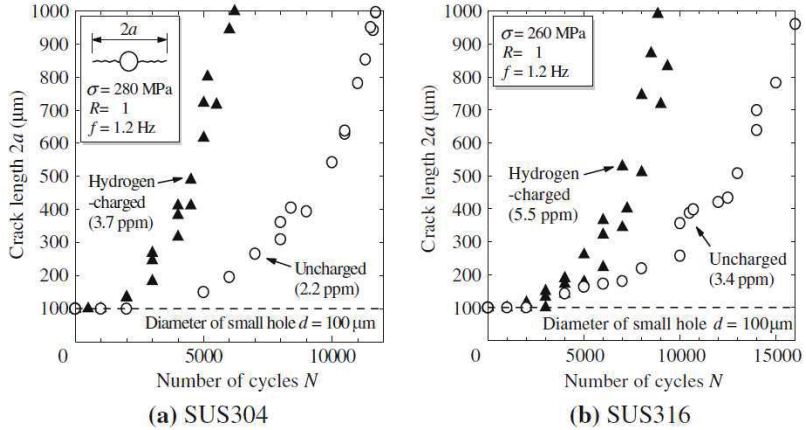 1000
900
800
700
600
500
400
300
200
100
0
Crack length 2a (μm)
2a
σ= 280 MPa
R= 1
f = 1.2 Hz
Hydrogen
-charged
(3.7 ppm)
Uncharged
(2.2 ppm)
Diameter of small hole d = 100 μm
5000
10000
Number of cycles N
(a) SUS304
1000
900
800
700
600
500
400
300
200
100
0
Crack length 2a (μm)
σ= 260 MPa
R= 1
f = 1.2 Hz
Hydrogen
-charged
(5.5 ppm)
Uncharged
(3.4 ppm)
Diameter of small hole d = 100μm
5000
10000
15000
Number of cycles N
(b) SUS316